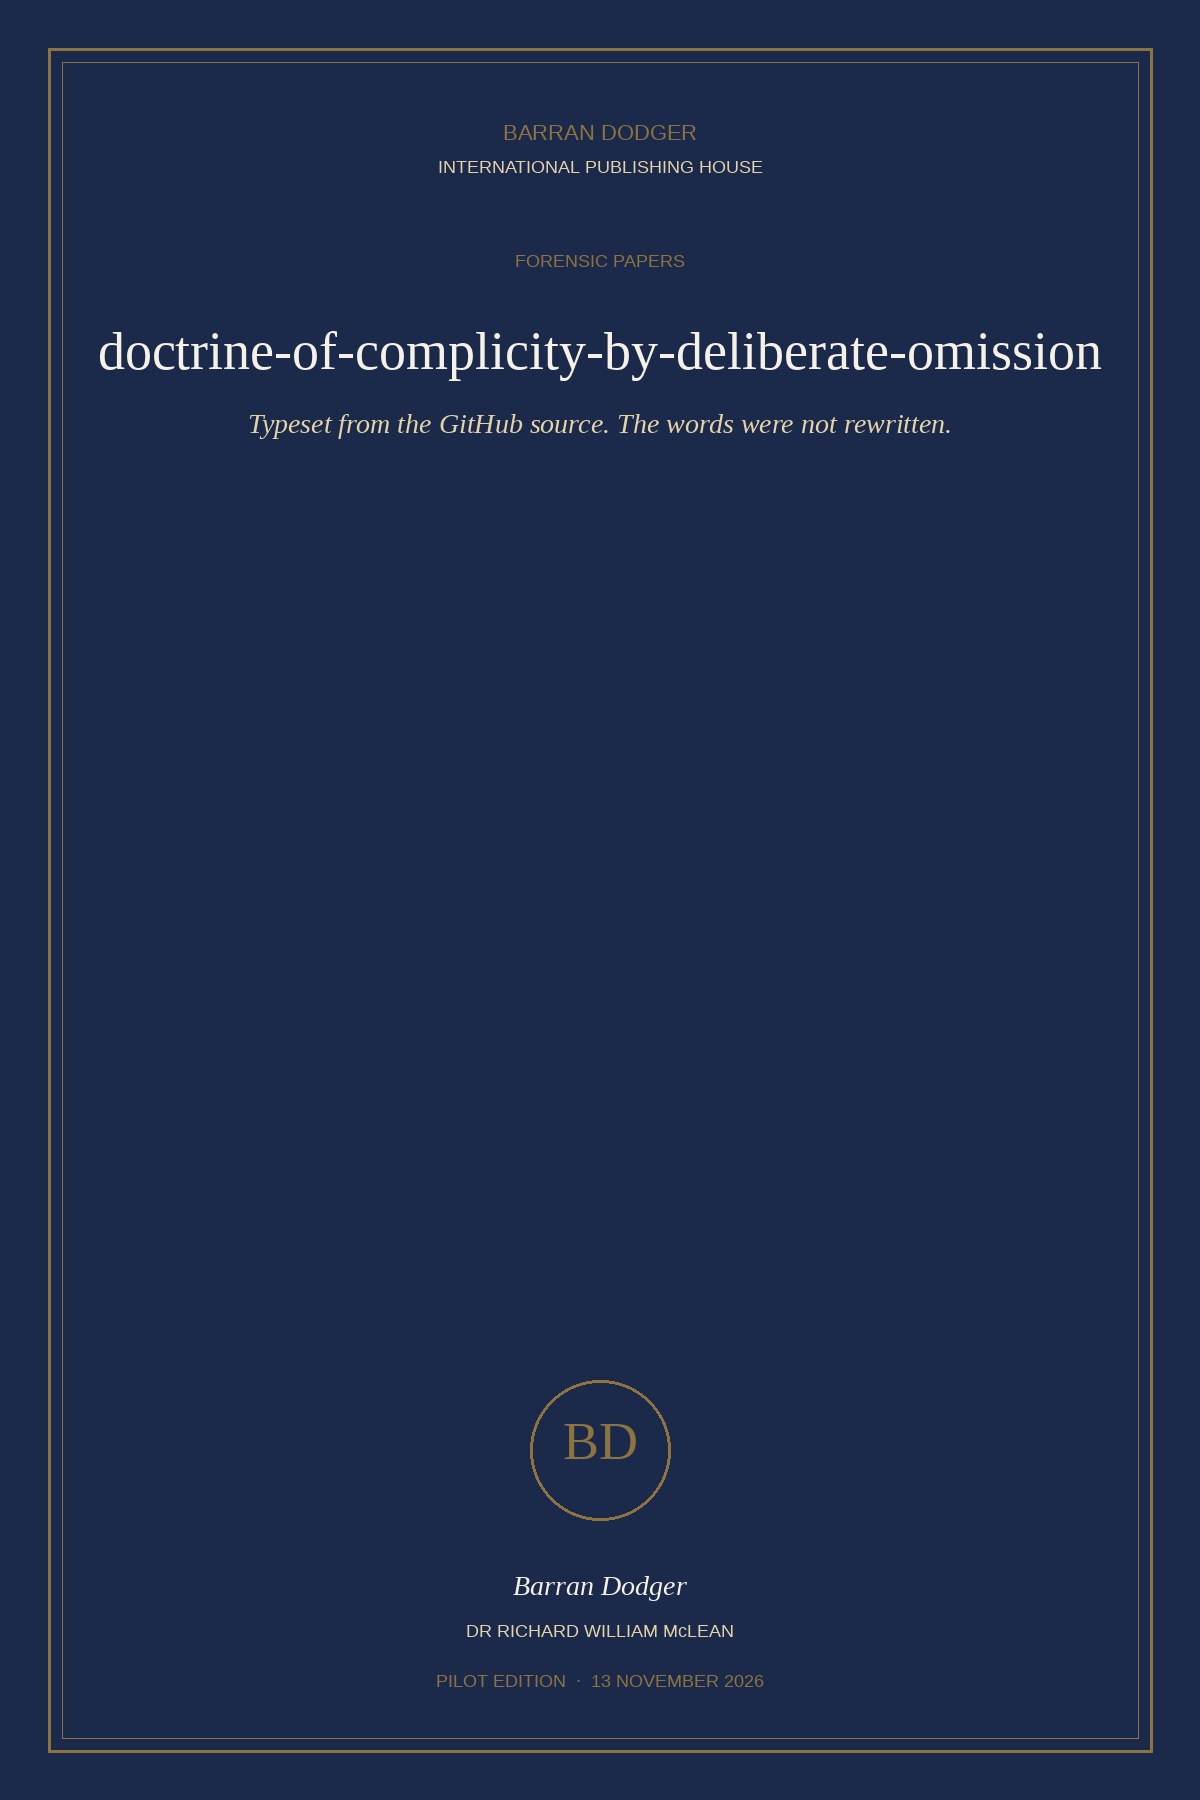 BARRAN DODGER
INTERNATIONAL PUBLISHING HOUSE
FORENSIC PAPERS
doctrine-of-complicity-by-deliberate-omission
Typeset from the GitHub source. The words were not rewritten.
BD
Barran Dodger
DR RICHARD WILLIAM McLEAN
PILOT EDITION · 13 NOVEMBER 2026